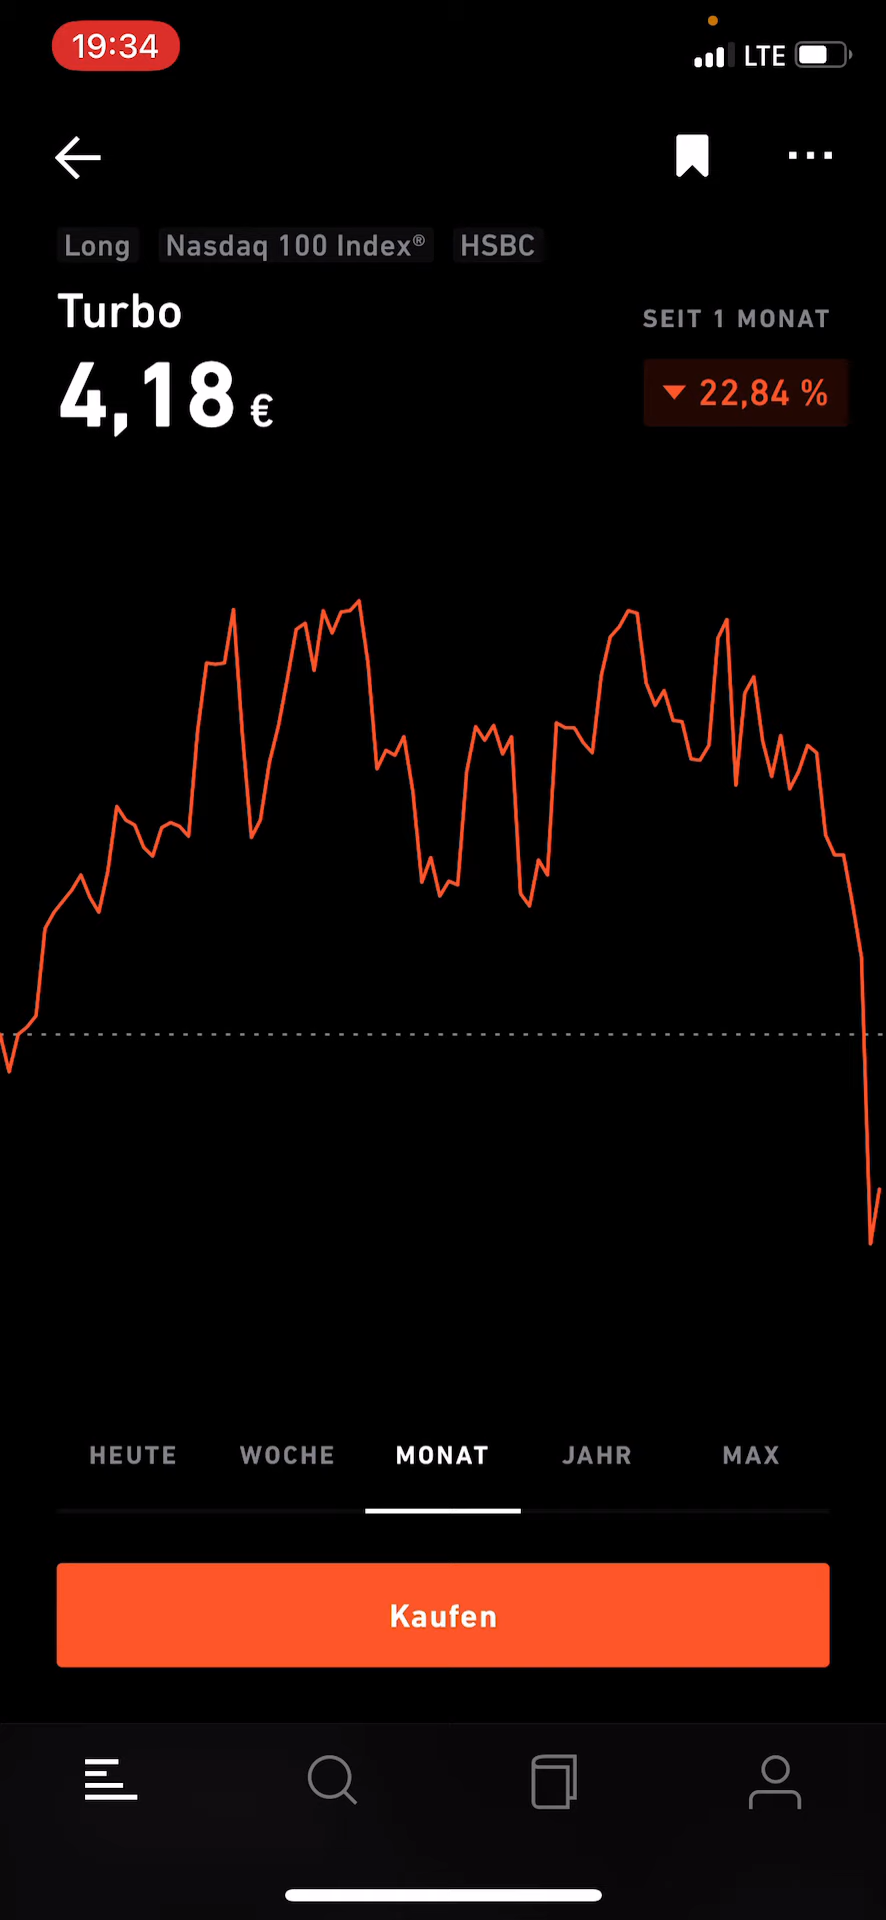 19:34
LTE
Long Nasdaq 100 Index® HSBC
Turbo
SEIT 1 MONAT
4,18 €
22,84 %
HEUTE WOCHE MONAT JAHR MAX
Kaufen